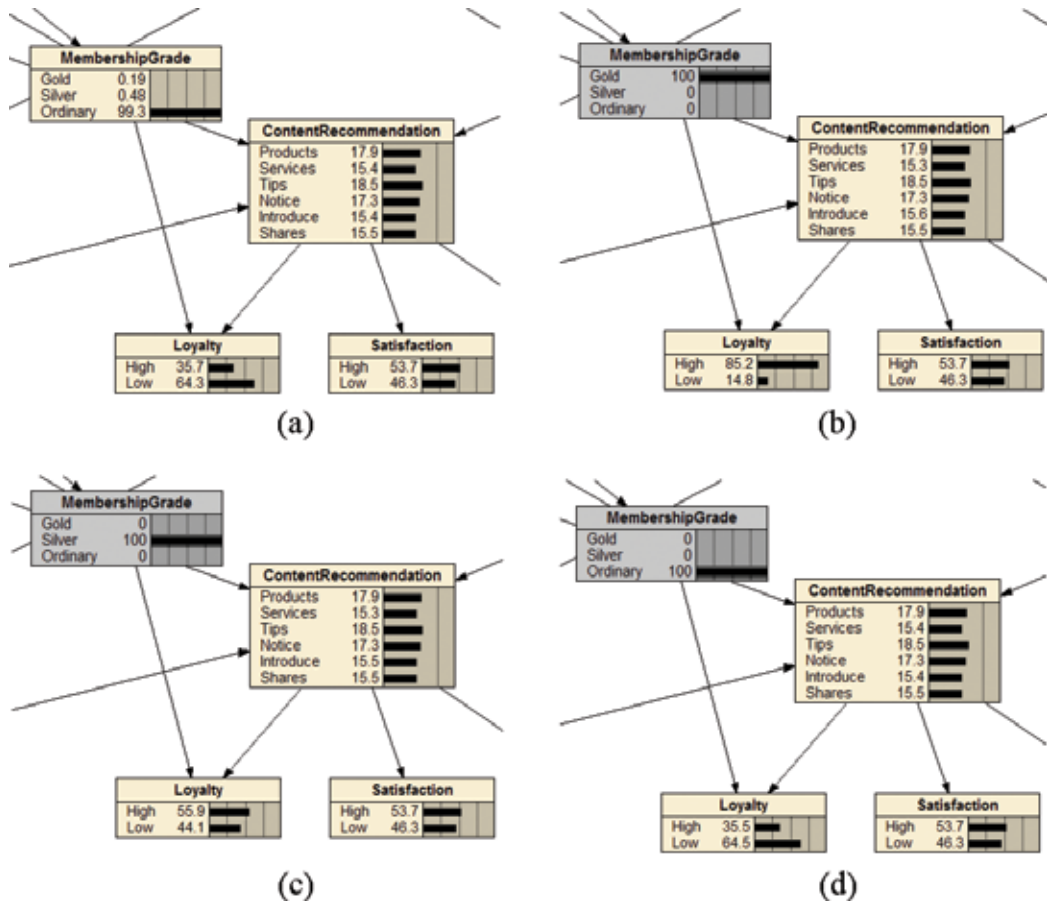 MembershipGrade
Gold 0.19
Silver 0.48
Ordinary 99.3
ContentRecommendation
Products 17.9
Services 15.4
Tips 18.5
Notice 17.3
Introduce 15.4
Shares 15.5
Loyalty
High 35.7
Low 64.3
Satisfaction
High 53.7
Low 46.3
(a)
MembershipGrade
Gold 100
Silver 0
Ordinary 0
ContentRecommendation
Products 17.9
Services 15.3
Tips 18.5
Notice 17.3
Introduce 15.6
Shares 15.5
Loyalty
High 85.2
Low 14.8
Satisfaction
High 53.7
Low 46.3
(b)
MembershipGrade
Gold 0
Silver 100
Ordinary 0
ContentRecommendation
Products 17.9
Services 15.3
Tips 18.5
Notice 17.3
Introduce 15.5
Shares 15.5
Loyalty
High 55.9
Low 44.1
Satisfaction
High 53.7
Low 46.3
(c)
MembershipGrade
Gold 0
Silver 0
Ordinary 100
ContentRecommendation
Products 17.9
Services 15.4
Tips 18.5
Notice 17.3
Introduce 15.4
Shares 15.5
Loyalty
High 35.5
Low 64.5
Satisfaction
High 53.7
Low 46.3
(d)